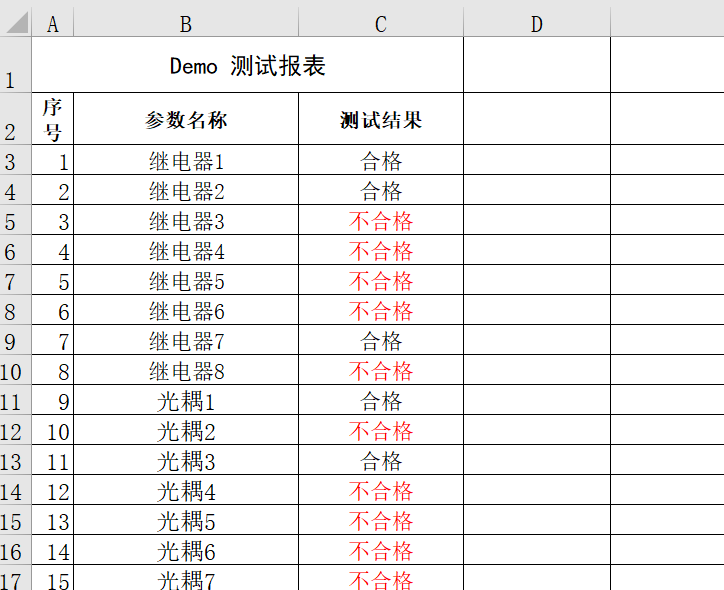 A B C D
1 Demo 测试报表
2 序号 参数名称 测试结果
3 1 继电器1 合格
4 2 继电器2 合格
5 3 继电器3 不合格
6 4 继电器4 不合格
7 5 继电器5 不合格
8 6 继电器6 不合格
9 7 继电器7 合格
10 8 继电器8 不合格
11 9 光耦1 合格
12 10 光耦2 不合格
13 11 光耦3 合格
14 12 光耦4 不合格
15 13 光耦5 不合格
16 14 光耦6 不合格
17 15 光耦7 不合格